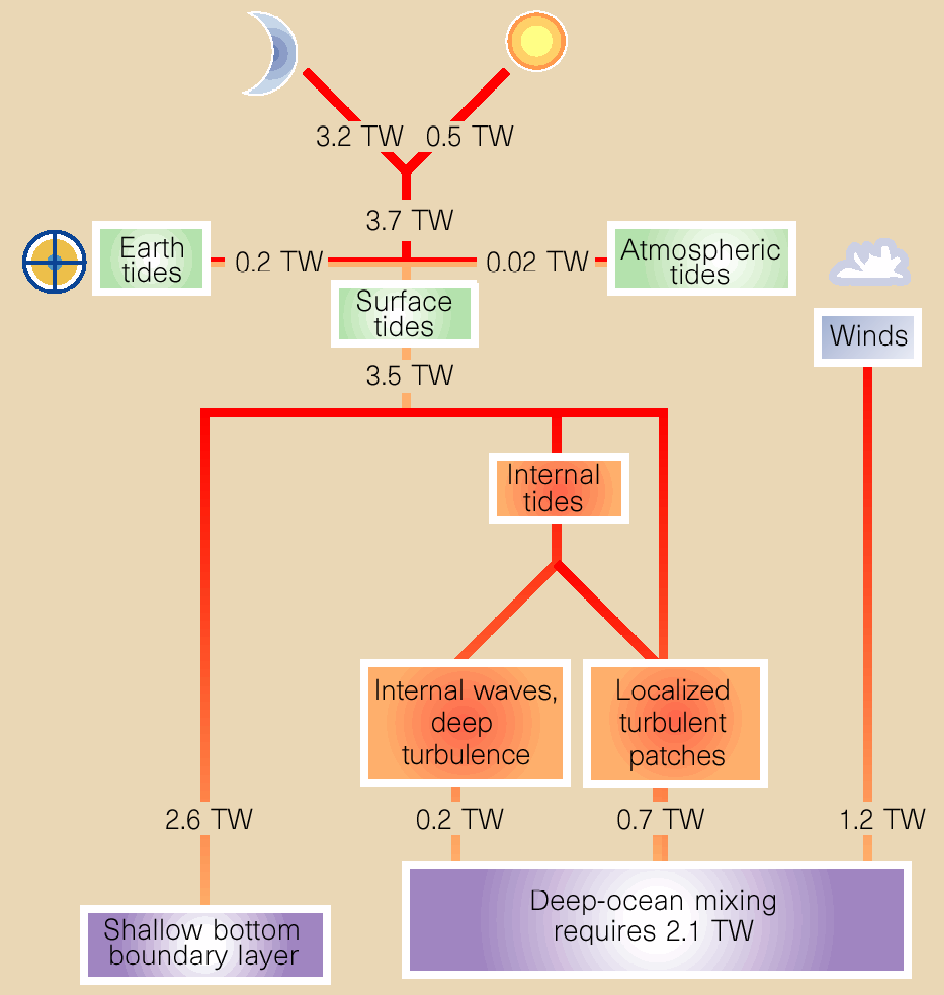 3.2 TW
0.5 TW
3.7 TW
Earth
tides
0.2 TW
0.02 TW
Atmospheric
tides
Surface
tides
Winds
3.5 TW
Internal
tides
Internal waves,
deep
turbulence
Localized
turbulent
patches
2.6 TW
0.2 TW
0.7 TW
1.2 TW
Shallow bottom
boundary layer
Deep-ocean mixing
requires 2.1 TW